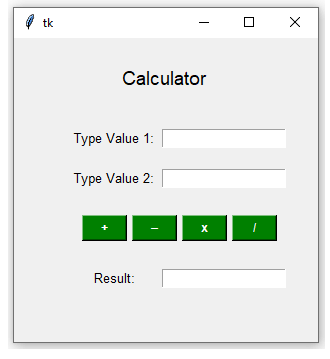 tk
Calculator
Type Value 1:
Type Value 2:
+ – x /
Result: